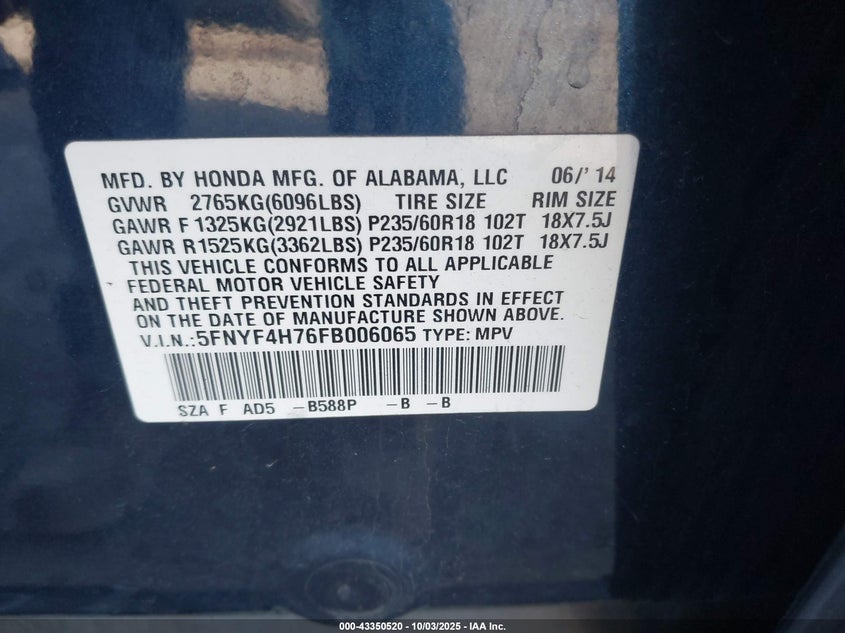 MFD. BY HONDA MFG. OF ALABAMA, LLC 06/'14
GVWR 2765KG(6096LBS) TIRE SIZE RIM SIZE
GAWR F 1325KG(2921LBS) P235/60R18 102T 18X7.5J
GAWR R1525KG(3362LBS) P235/60R18 102T 18X7.5J
THIS VEHICLE CONFORMS TO ALL APPLICABLE
FEDERAL MOTOR VEHICLE SAFETY
AND THEFT PREVENTION STANDARDS IN EFFECT
ON THE DATE OF MANUFACTURE SHOWN ABOVE.
V.I.N.:5FNYF4H76FB006065 TYPE: MPV
SZA F AD5 -B588P -B -B
000-43350520 - 10/03/2025 - IAA Inc.